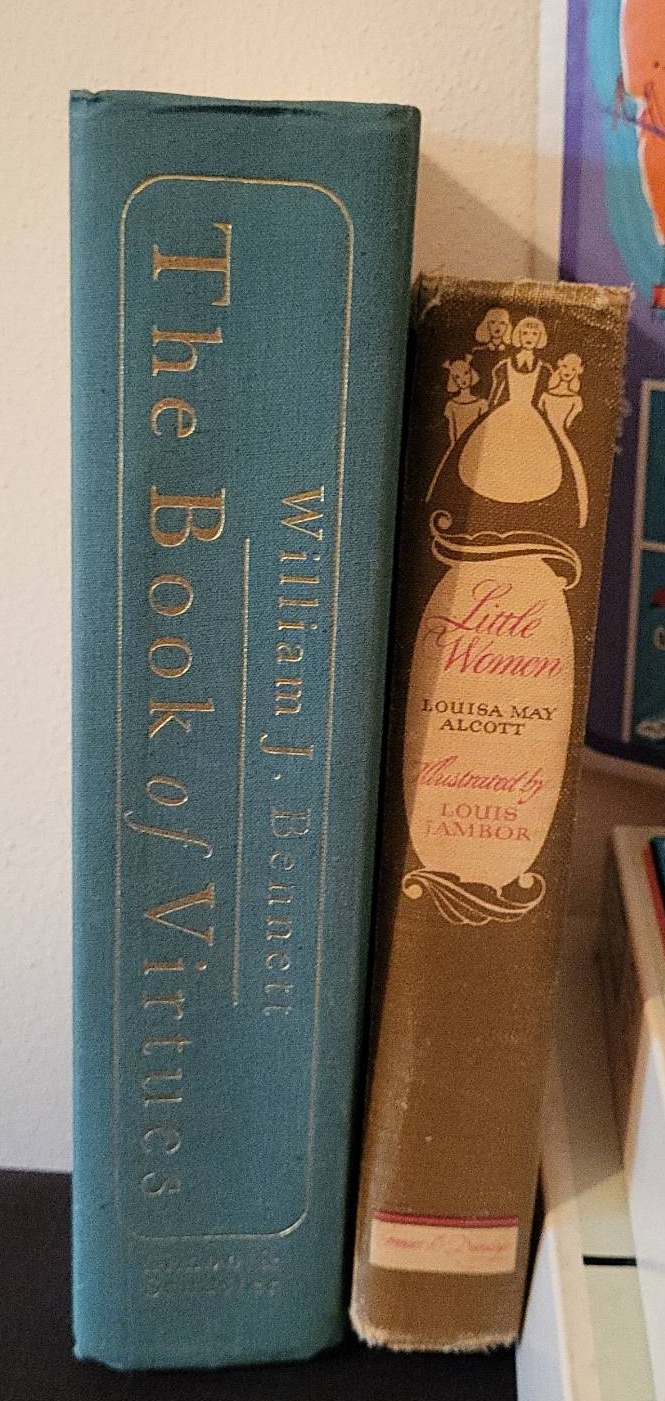 The Book of Virtues
William J. Bennett
Little
Women
LOUISA MAY
ALCOTT
Illustrated by
LOUIS
JAMBOR